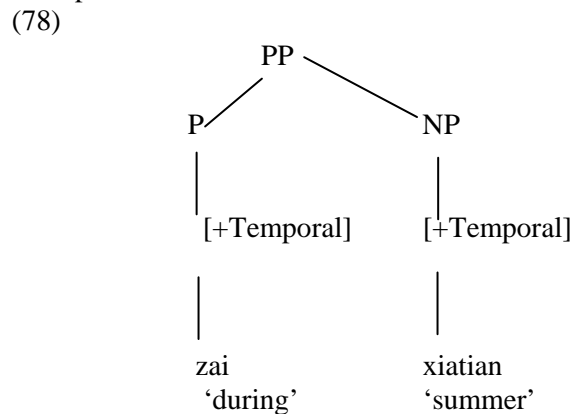 (78)
PP
P NP
[+Temporal] [+Temporal]
zai xiatian
‘during’ ‘summer’